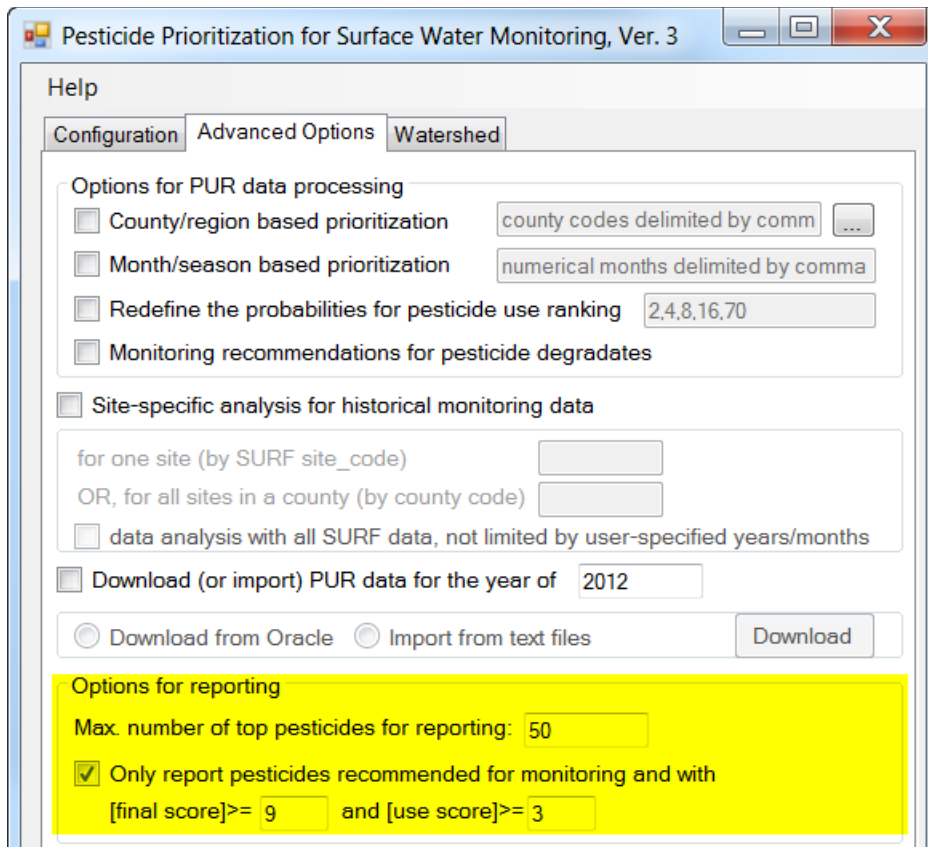 Pesticide Prioritization for Surface Water Monitoring, Ver. 3
Help
Configuration Advanced Options Watershed
Options for PUR data processing
County/region based prioritization county codes delimited by comm ...
Month/season based prioritization numerical months delimited by comma
Redefine the probabilities for pesticide use ranking 2,4,8,16,70
Monitoring recommendations for pesticide degradates
Site-specific analysis for historical monitoring data
for one site (by SURF site_code)
OR, for all sites in a county (by county code)
data analysis with all SURF data, not limited by user-specified years/months
Download (or import) PUR data for the year of 2012
Download from Oracle Import from text files Download
Options for reporting
Max. number of top pesticides for reporting: 50
Only report pesticides recommended for monitoring and with
[final score]>= 9 and [use score]>= 3